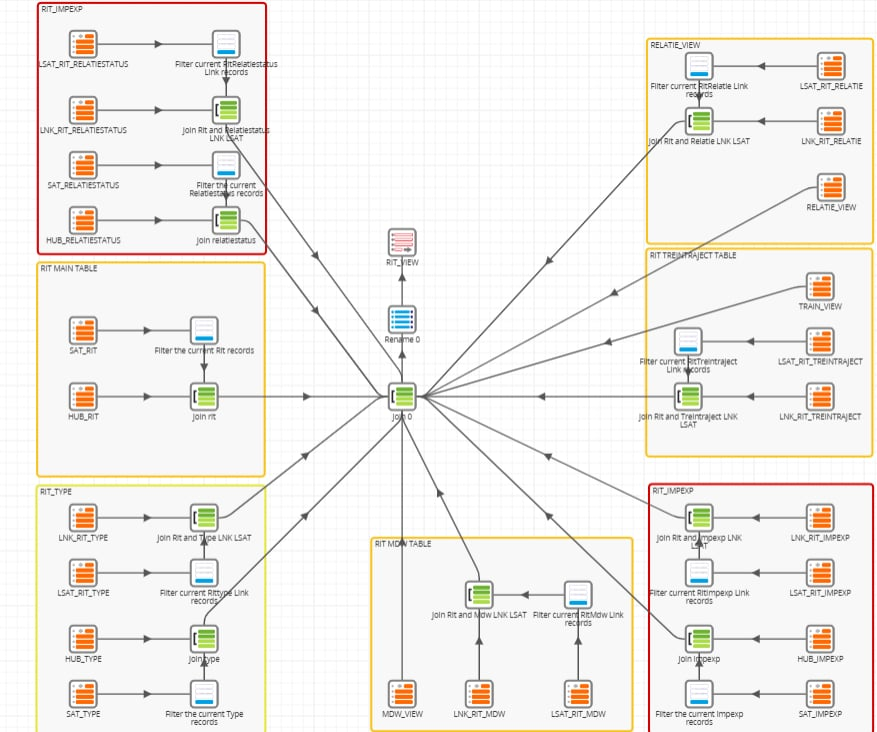 RIT_IMPEXP
LSAT_RIT_RELATIESTATUS
Filter current RitRelatiestatus
Link records
LNK_RIT_RELATIESTATUS
Join Rit and Relatiestatus
LNK LSAT
SAT_RELATIESTATUS
Filter the current
Relatiestatus records
HUB_RELATIESTATUS
Join relatiestatus
RIT MAIN TABLE
SAT_RIT
Filter the current Rit records
HUB_RIT
Join rit
RIT_TYPE
LNK_RIT_TYPE
Join Rit and Type LNK LSAT
LSAT_RIT_TYPE
Filter current Rittype Link
records
HUB_TYPE
Join type
SAT_TYPE
Filter the current Type
records
RIT_VIEW
Rename 0
Join 0
RIT MDW TABLE
Join Rit and Mdw LNK LSAT
Filter current RitMdw Link
records
MDW_VIEW
LNK_RIT_MDW
LSAT_RIT_MDW
RELATIE_VIEW
Filter current RitRelatie Link
records
LSAT_RIT_RELATIE
Join Rit and Relatie LNK LSAT
LNK_RIT_RELATIE
RELATIE_VIEW
RIT TREINTRAJECT TABLE
TRAIN_VIEW
Filter current RitTreintraject
Link records
LSAT_RIT_TREINTRAJECT
Join Rit and Treintraject LNK
LSAT
LNK_RIT_TREINTRAJECT
RIT_IMPEXP
Join Rit and Impexp LNK
LSAT
LNK_RIT_IMPEXP
Filter current RitImpexp Link
records
LSAT_RIT_IMPEXP
Join Impexp
HUB_IMPEXP
Filter the current Impexp
records
SAT_IMPEXP